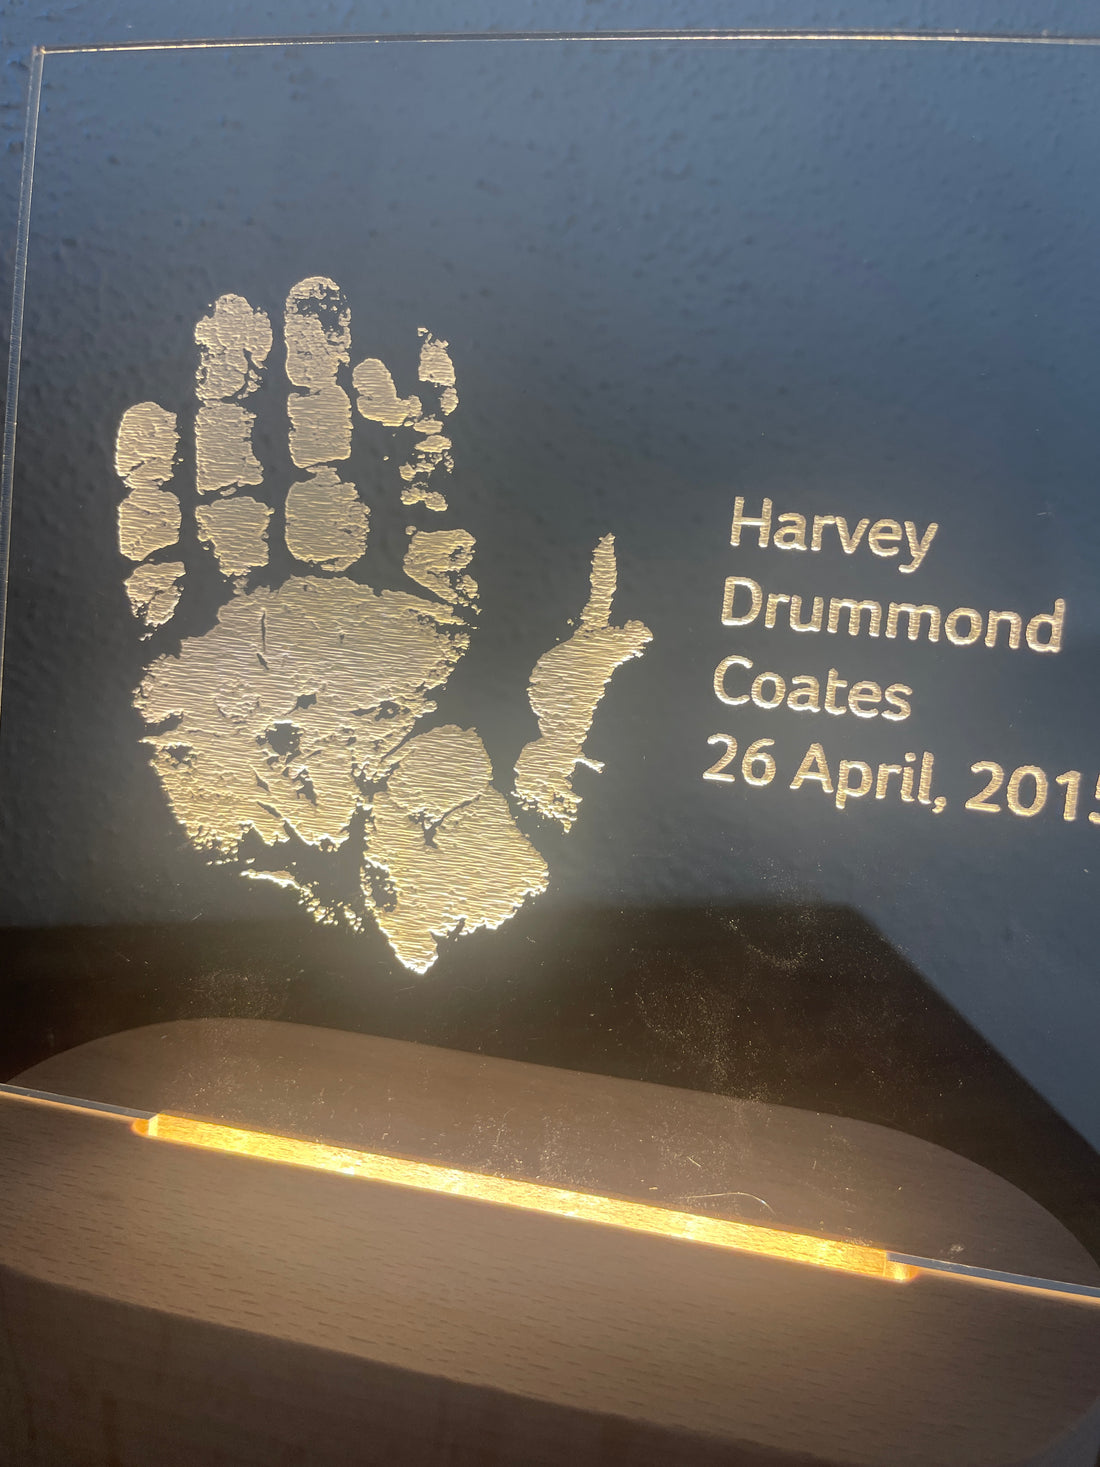 Harvey
Drummond
Coates
26 April, 2015